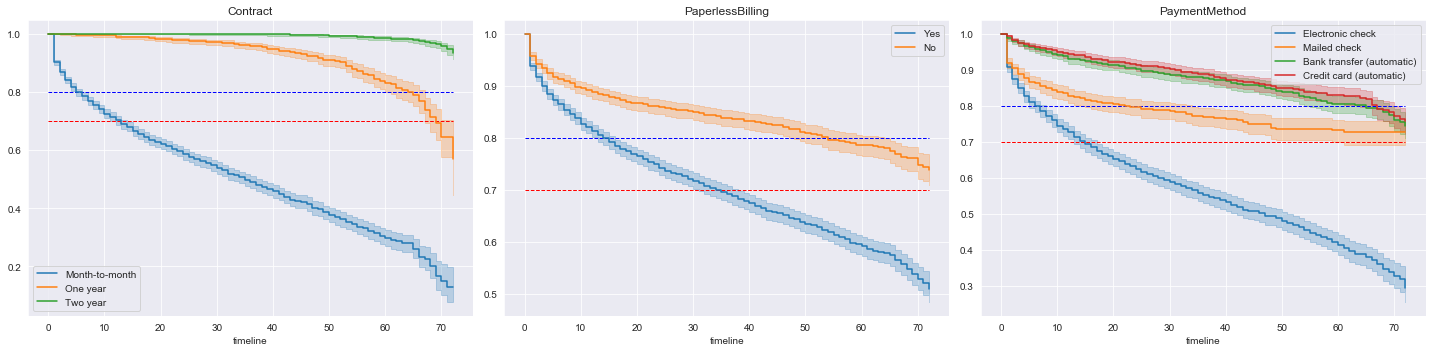 Contract
1.0
0.8
0.6
0.4
0.2
Month-to-month
One year
Two year
0 10 20 30 40 50 60 70
timeline
PaperlessBilling
1.0
0.9
0.8
0.7
0.6
0.5
Yes
No
0 10 20 30 40 50 60 70
timeline
PaymentMethod
1.0
0.9
0.8
0.7
0.6
0.5
0.4
0.3
Electronic check
Mailed check
Bank transfer (automatic)
Credit card (automatic)
0 10 20 30 40 50 60 70
timeline